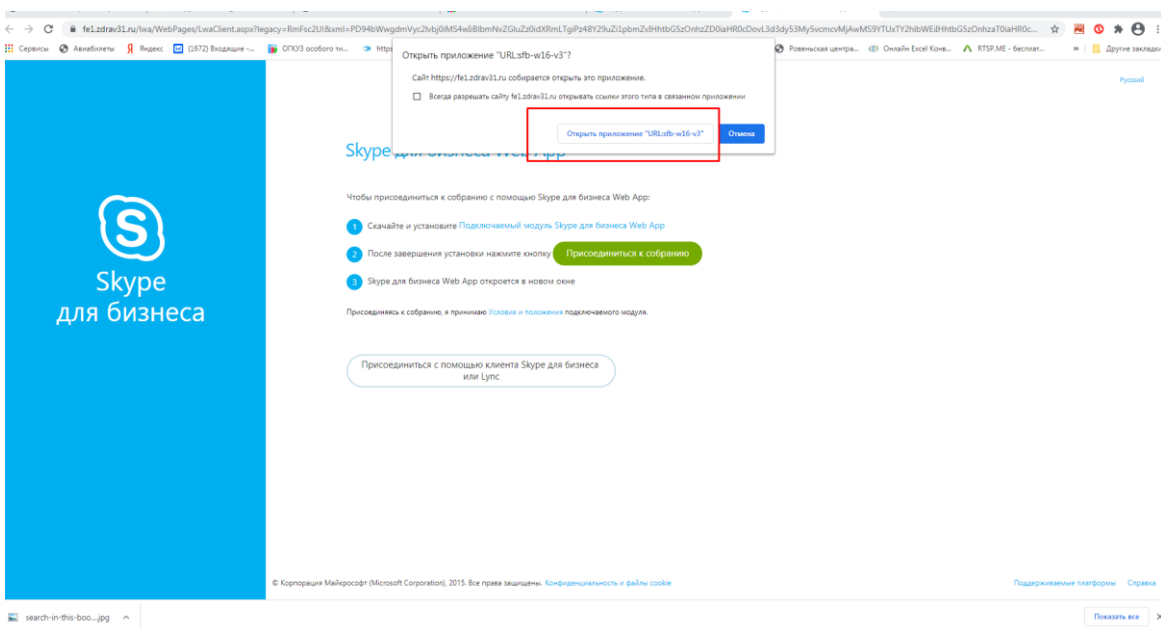 fe1.zdrav31.ru/lwa/WebPages/LwaClient.aspx?legacy=RmFsc2Ul&xml=
Сервисы Авиабилеты Яндекс (1672) Входящие -... ОГКУЗ особого ти... https Ровеньская центра... Онлайн Excel Конв... RTSP.ME - бесплат... Другие закладки
Открыть приложение "URL:sfb-w16-v3"?
Сайт https://fe1.zdrav31.ru собирается открыть это приложение.
Всегда разрешать сайту fe1.zdrav31.ru открывать ссылки этого типа в связанном приложении
Открыть приложение "URL:sfb-w16-v3" Отмена
Русский
Skype для бизнеса Web App
Чтобы присоединиться к собранию с помощью Skype для бизнеса Web App:
1 Скачайте и установите Подключаемый модуль Skype для бизнеса Web App
2 После завершения установки нажмите кнопку Присоединиться к собранию
3 Skype для бизнеса Web App откроется в новом окне
Присоединяясь к собранию, я принимаю Условия и положения подключаемого модуля.
Присоединиться с помощью клиента Skype для бизнеса
или Lync
Skype
для бизнеса
© Корпорация Майкрософт (Microsoft Corporation), 2015. Все права защищены. Конфиденциальность и файлы cookie
Поддерживаемые платформы Справка
search-in-this-boo....jpg Показать все